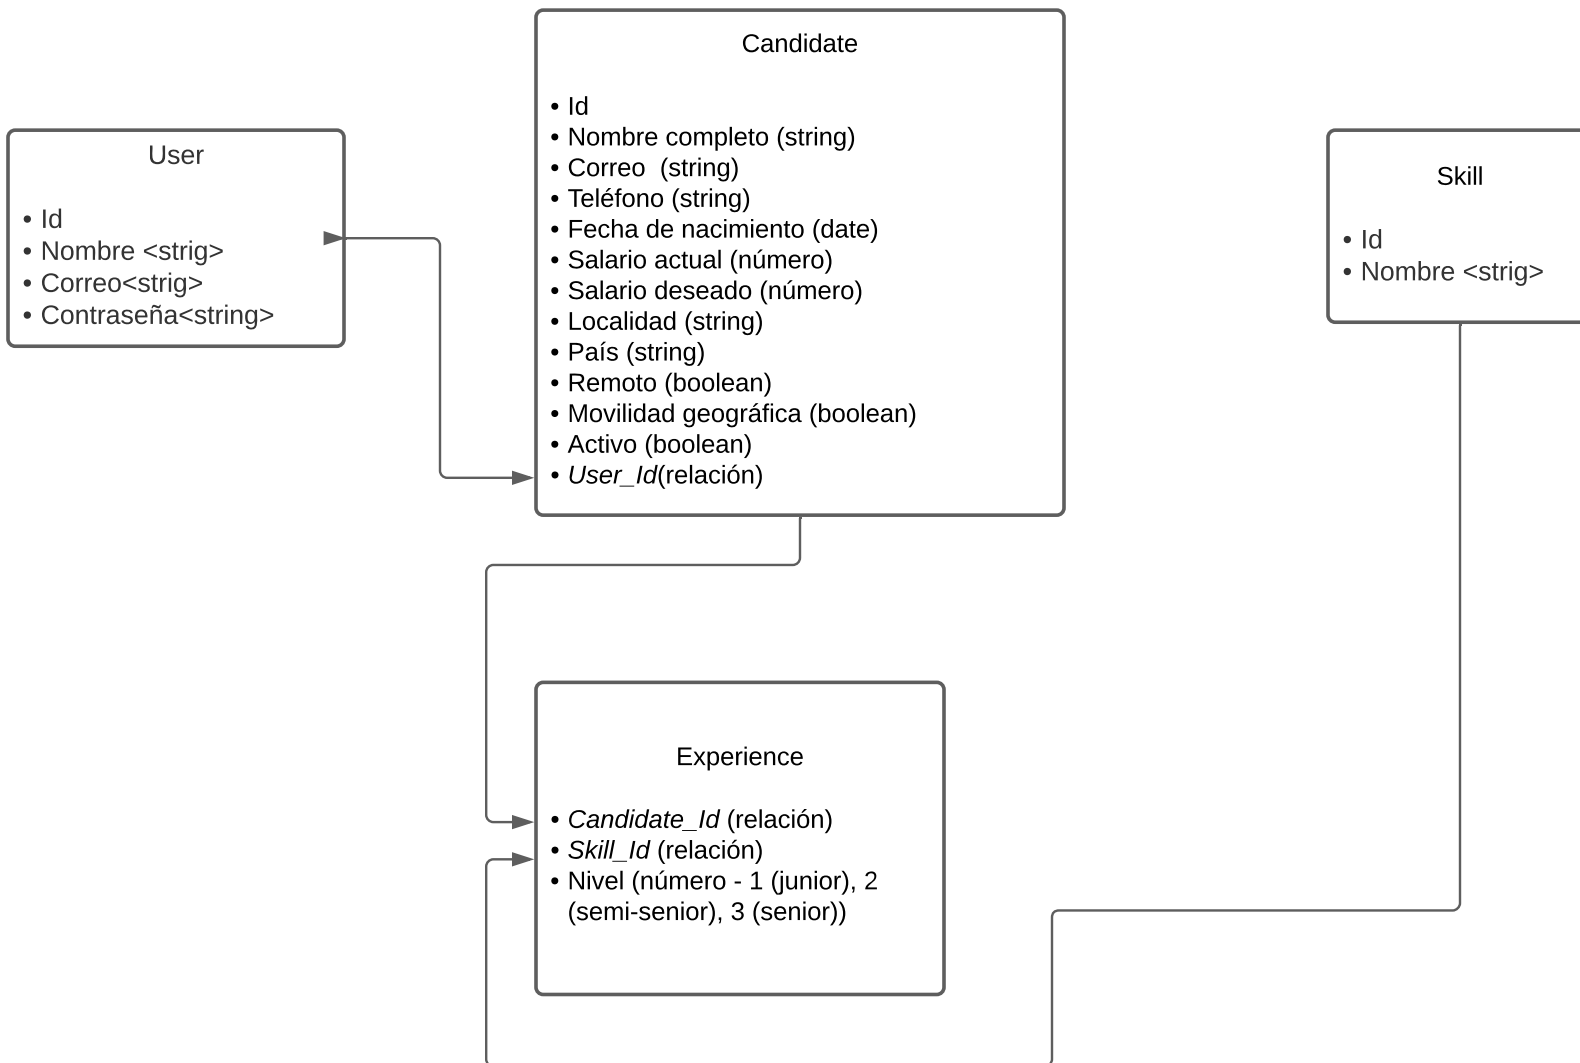 User
• Id
• Nombre <strig>
• Correo<strig>
• Contraseña<string>
Candidate
• Id
• Nombre completo (string)
• Correo  (string)
• Teléfono (string)
• Fecha de nacimiento (date)
• Salario actual (número)
• Salario deseado (número)
• Localidad (string)
• País (string)
• Remoto (boolean)
• Movilidad geográfica (boolean)
• Activo (boolean)
• User_Id(relación)
Skill
• Id
• Nombre <strig>
Experience
• Candidate_Id (relación)
• Skill_Id (relación)
• Nivel (número - 1 (junior), 2
(semi-senior), 3 (senior))